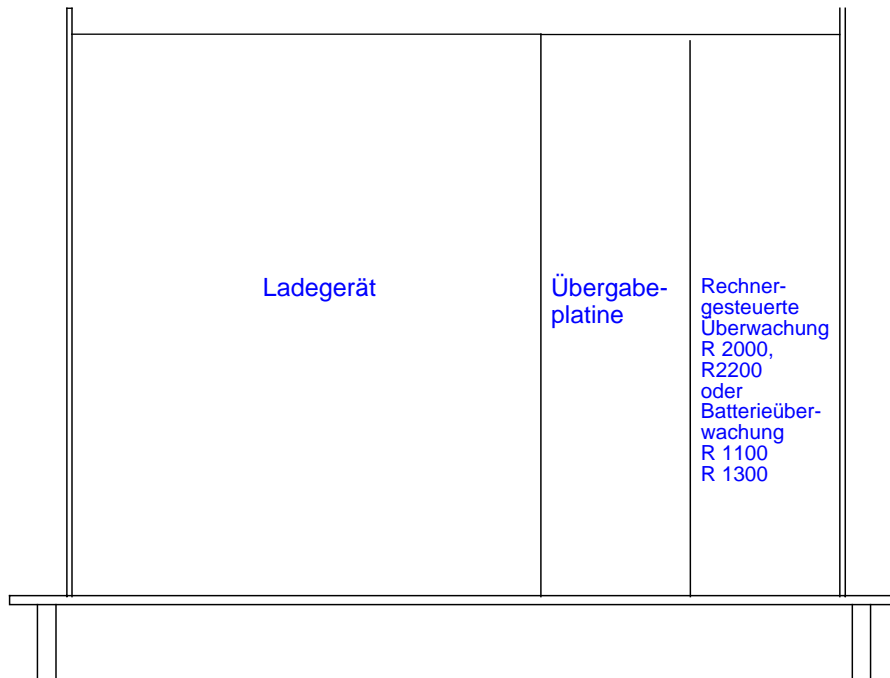 Ladegerät
Übergabe-
platine
Rechner-
gesteuerte
Überwachung
R 2000,
R2200
oder
Batterieüber-
wachung
R 1100
R 1300